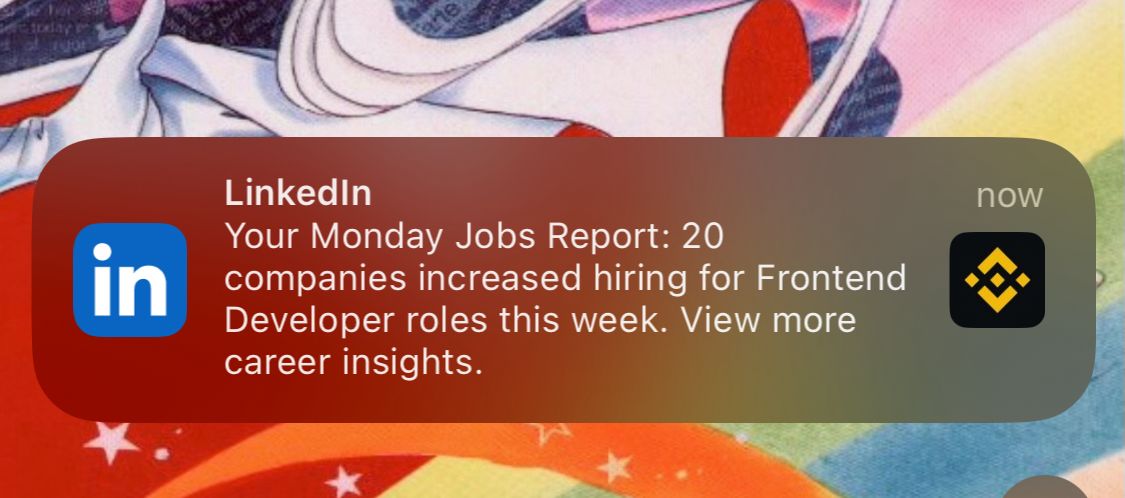 LinkedIn
now
Your Monday Jobs Report: 20
companies increased hiring for Frontend
Developer roles this week. View more
career insights.
in